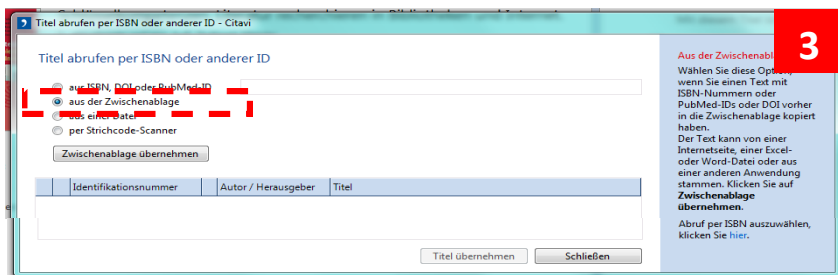 Titel abrufen per ISBN oder anderer ID - Citavi
3
Titel abrufen per ISBN oder anderer ID
aus ISBN, DOI oder PubMed-ID
aus der Zwischenablage
aus einer Datei
per Strichcode-Scanner
Zwischenablage übernehmen
Identifikationsnummer Autor / Herausgeber Titel
Titel übernehmen Schließen
Aus der Zwischenabl
Wählen Sie diese Option,
wenn Sie einen Text mit
ISBN-Nummern oder
PubMed-IDs oder DOI vorher
in die Zwischenablage kopiert
haben.
Der Text kann von einer
Internetseite, einer Excel-
oder Word-Datei oder aus
einer anderen Anwendung
stammen. Klicken Sie auf
Zwischenablage
übernehmen.
Abruf per ISBN auszuwählen,
klicken Sie hier.